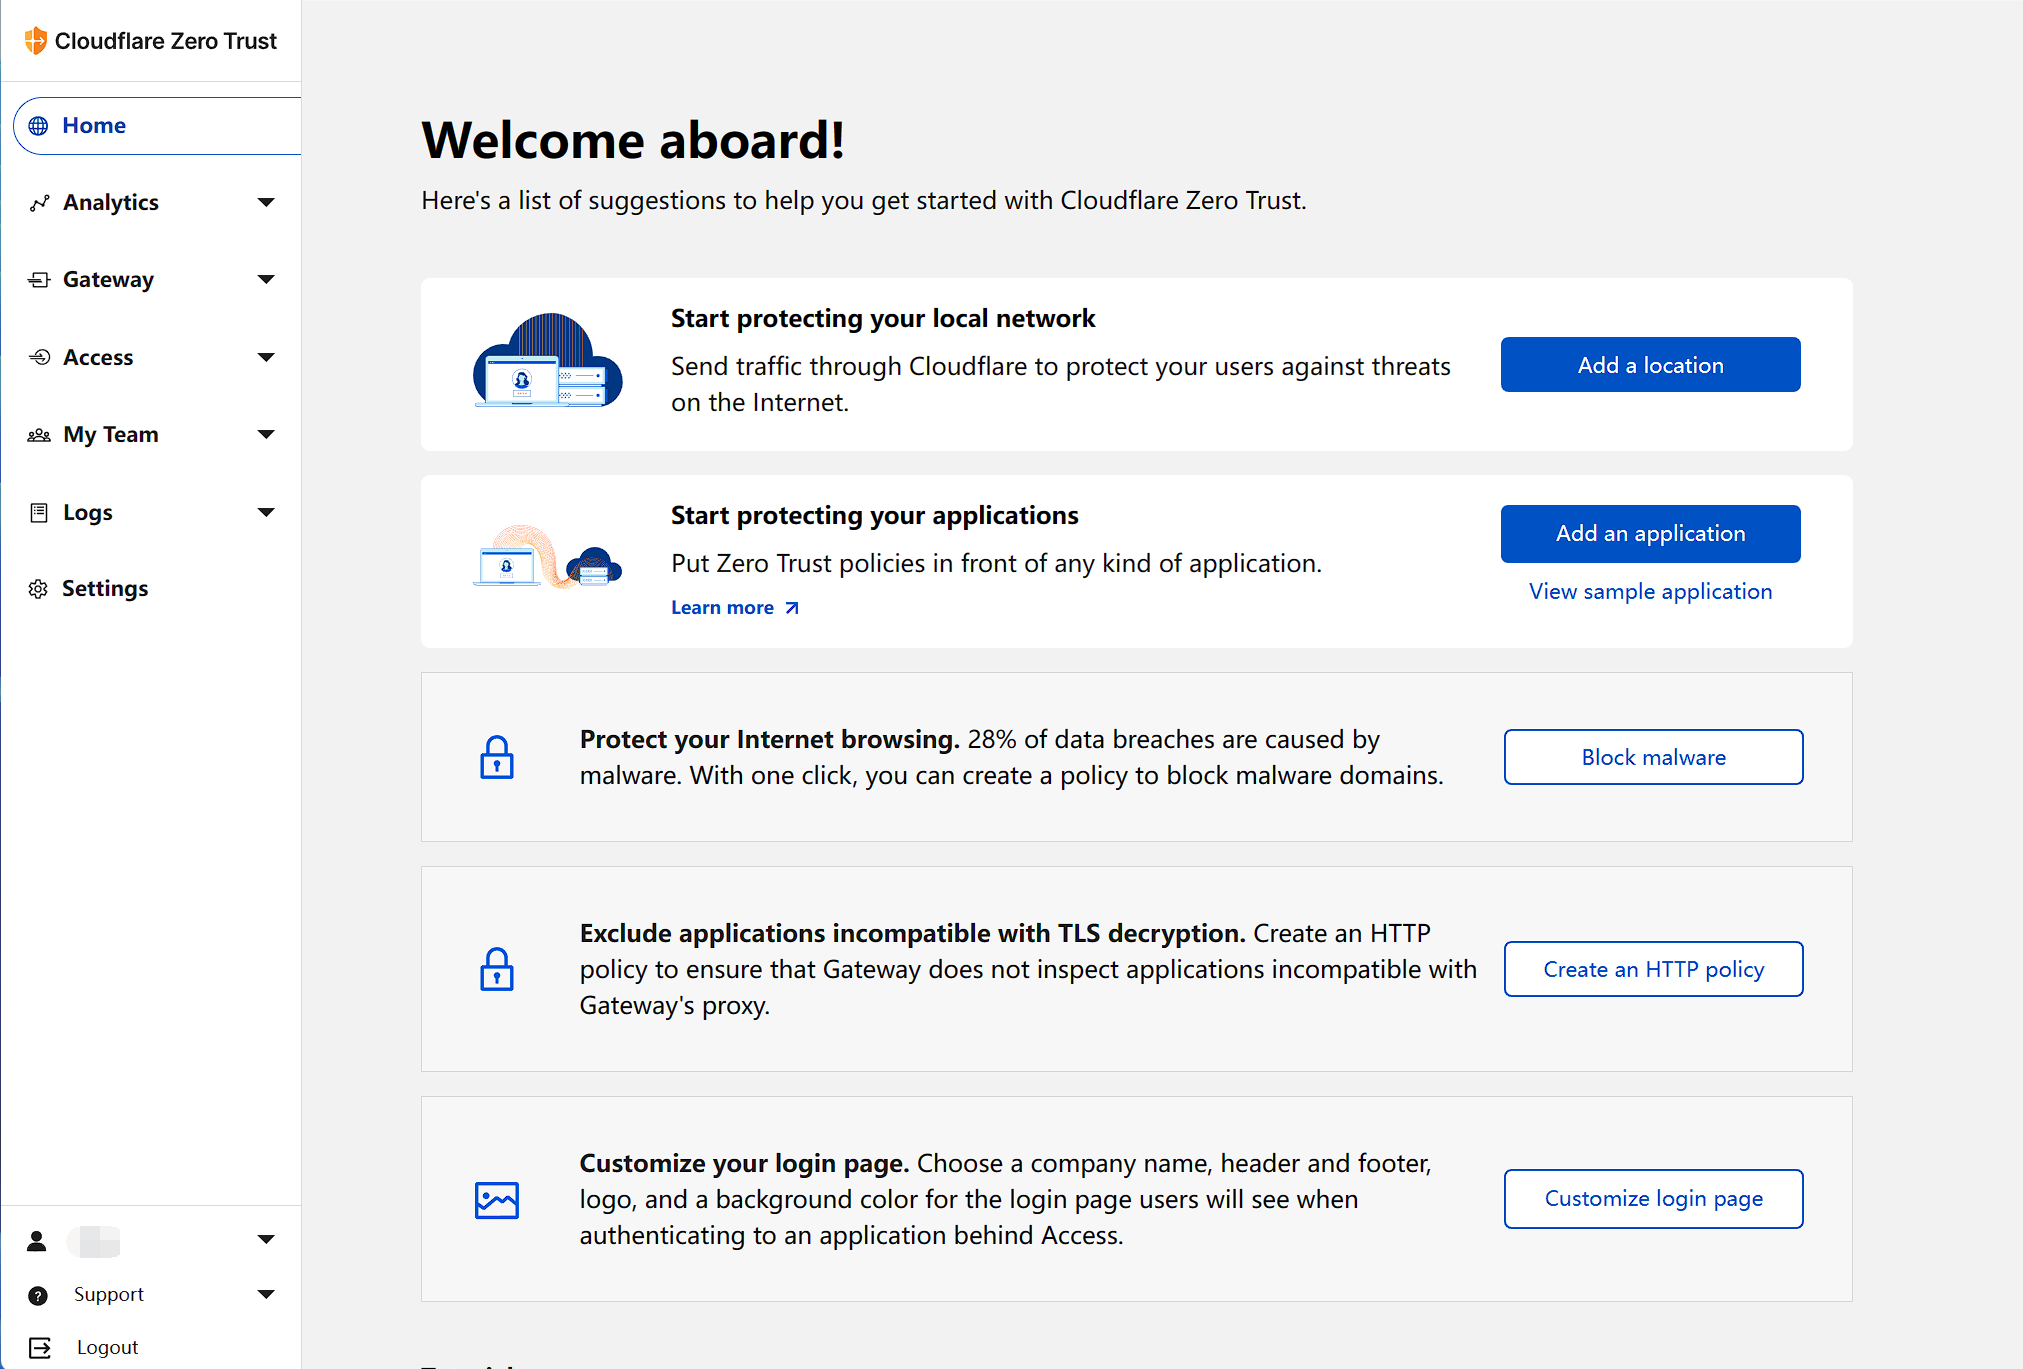 Cloudflare Zero Trust
Home
Analytics
Gateway
Access
My Team
Logs
Settings
Support
Logout
Welcome aboard!
Here's a list of suggestions to help you get started with Cloudflare Zero Trust.
Start protecting your local network
Send traffic through Cloudflare to protect your users against threats
on the Internet.
Add a location
Start protecting your applications
Put Zero Trust policies in front of any kind of application.
Learn more
Add an application
View sample application
Protect your Internet browsing. 28% of data breaches are caused by
malware. With one click, you can create a policy to block malware domains.
Block malware
Exclude applications incompatible with TLS decryption. Create an HTTP
policy to ensure that Gateway does not inspect applications incompatible with
Gateway's proxy.
Create an HTTP policy
Customize your login page. Choose a company name, header and footer,
logo, and a background color for the login page users will see when
authenticating to an application behind Access.
Customize login page